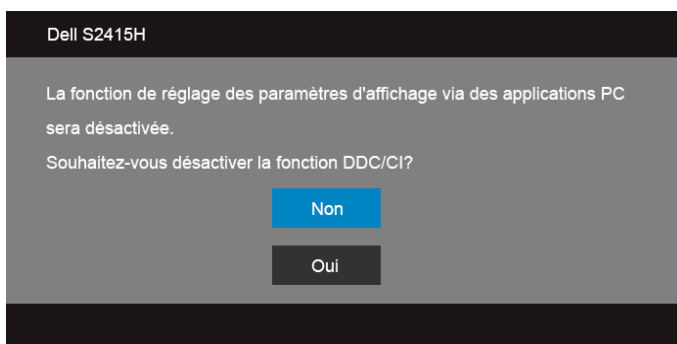 Dell S2415H
La fonction de réglage des paramètres d'affichage via des applications PC
sera désactivée.
Souhaitez-vous désactiver la fonction DDC/CI?
Non
Oui